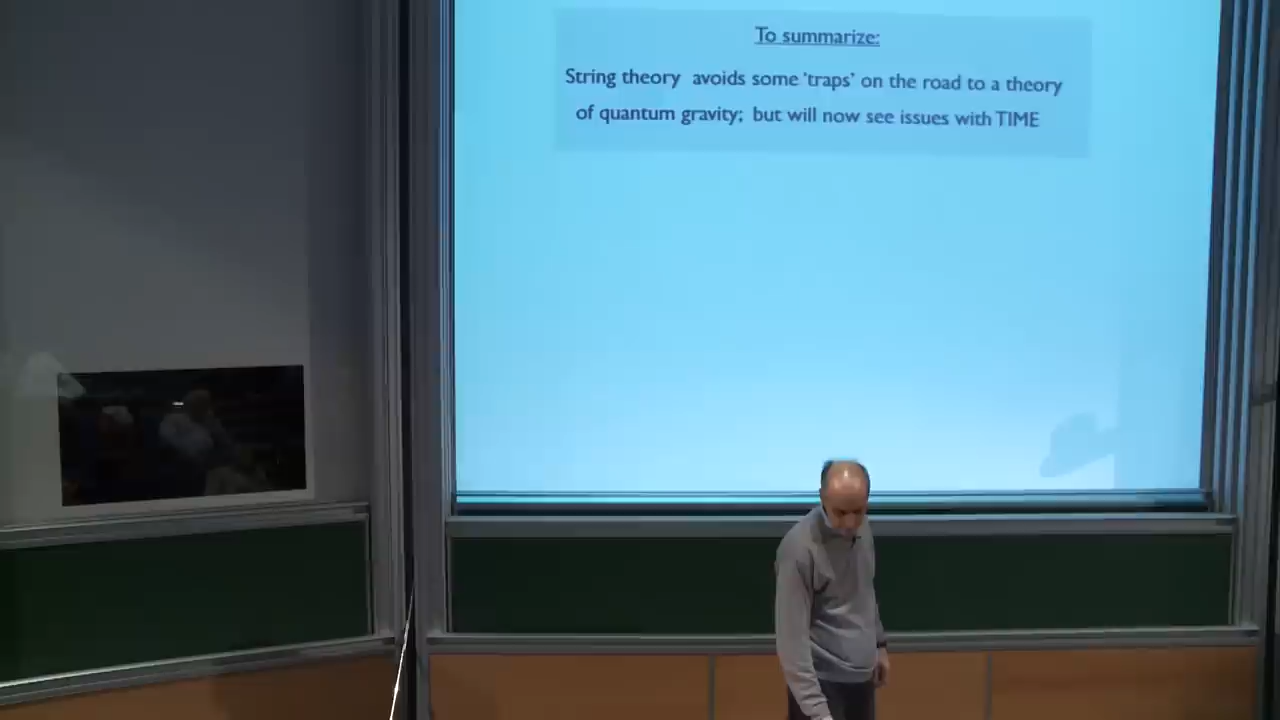 To summarize:
String theory avoids some 'traps' on the road to a theory
of quantum gravity; but will now see issues with TIME